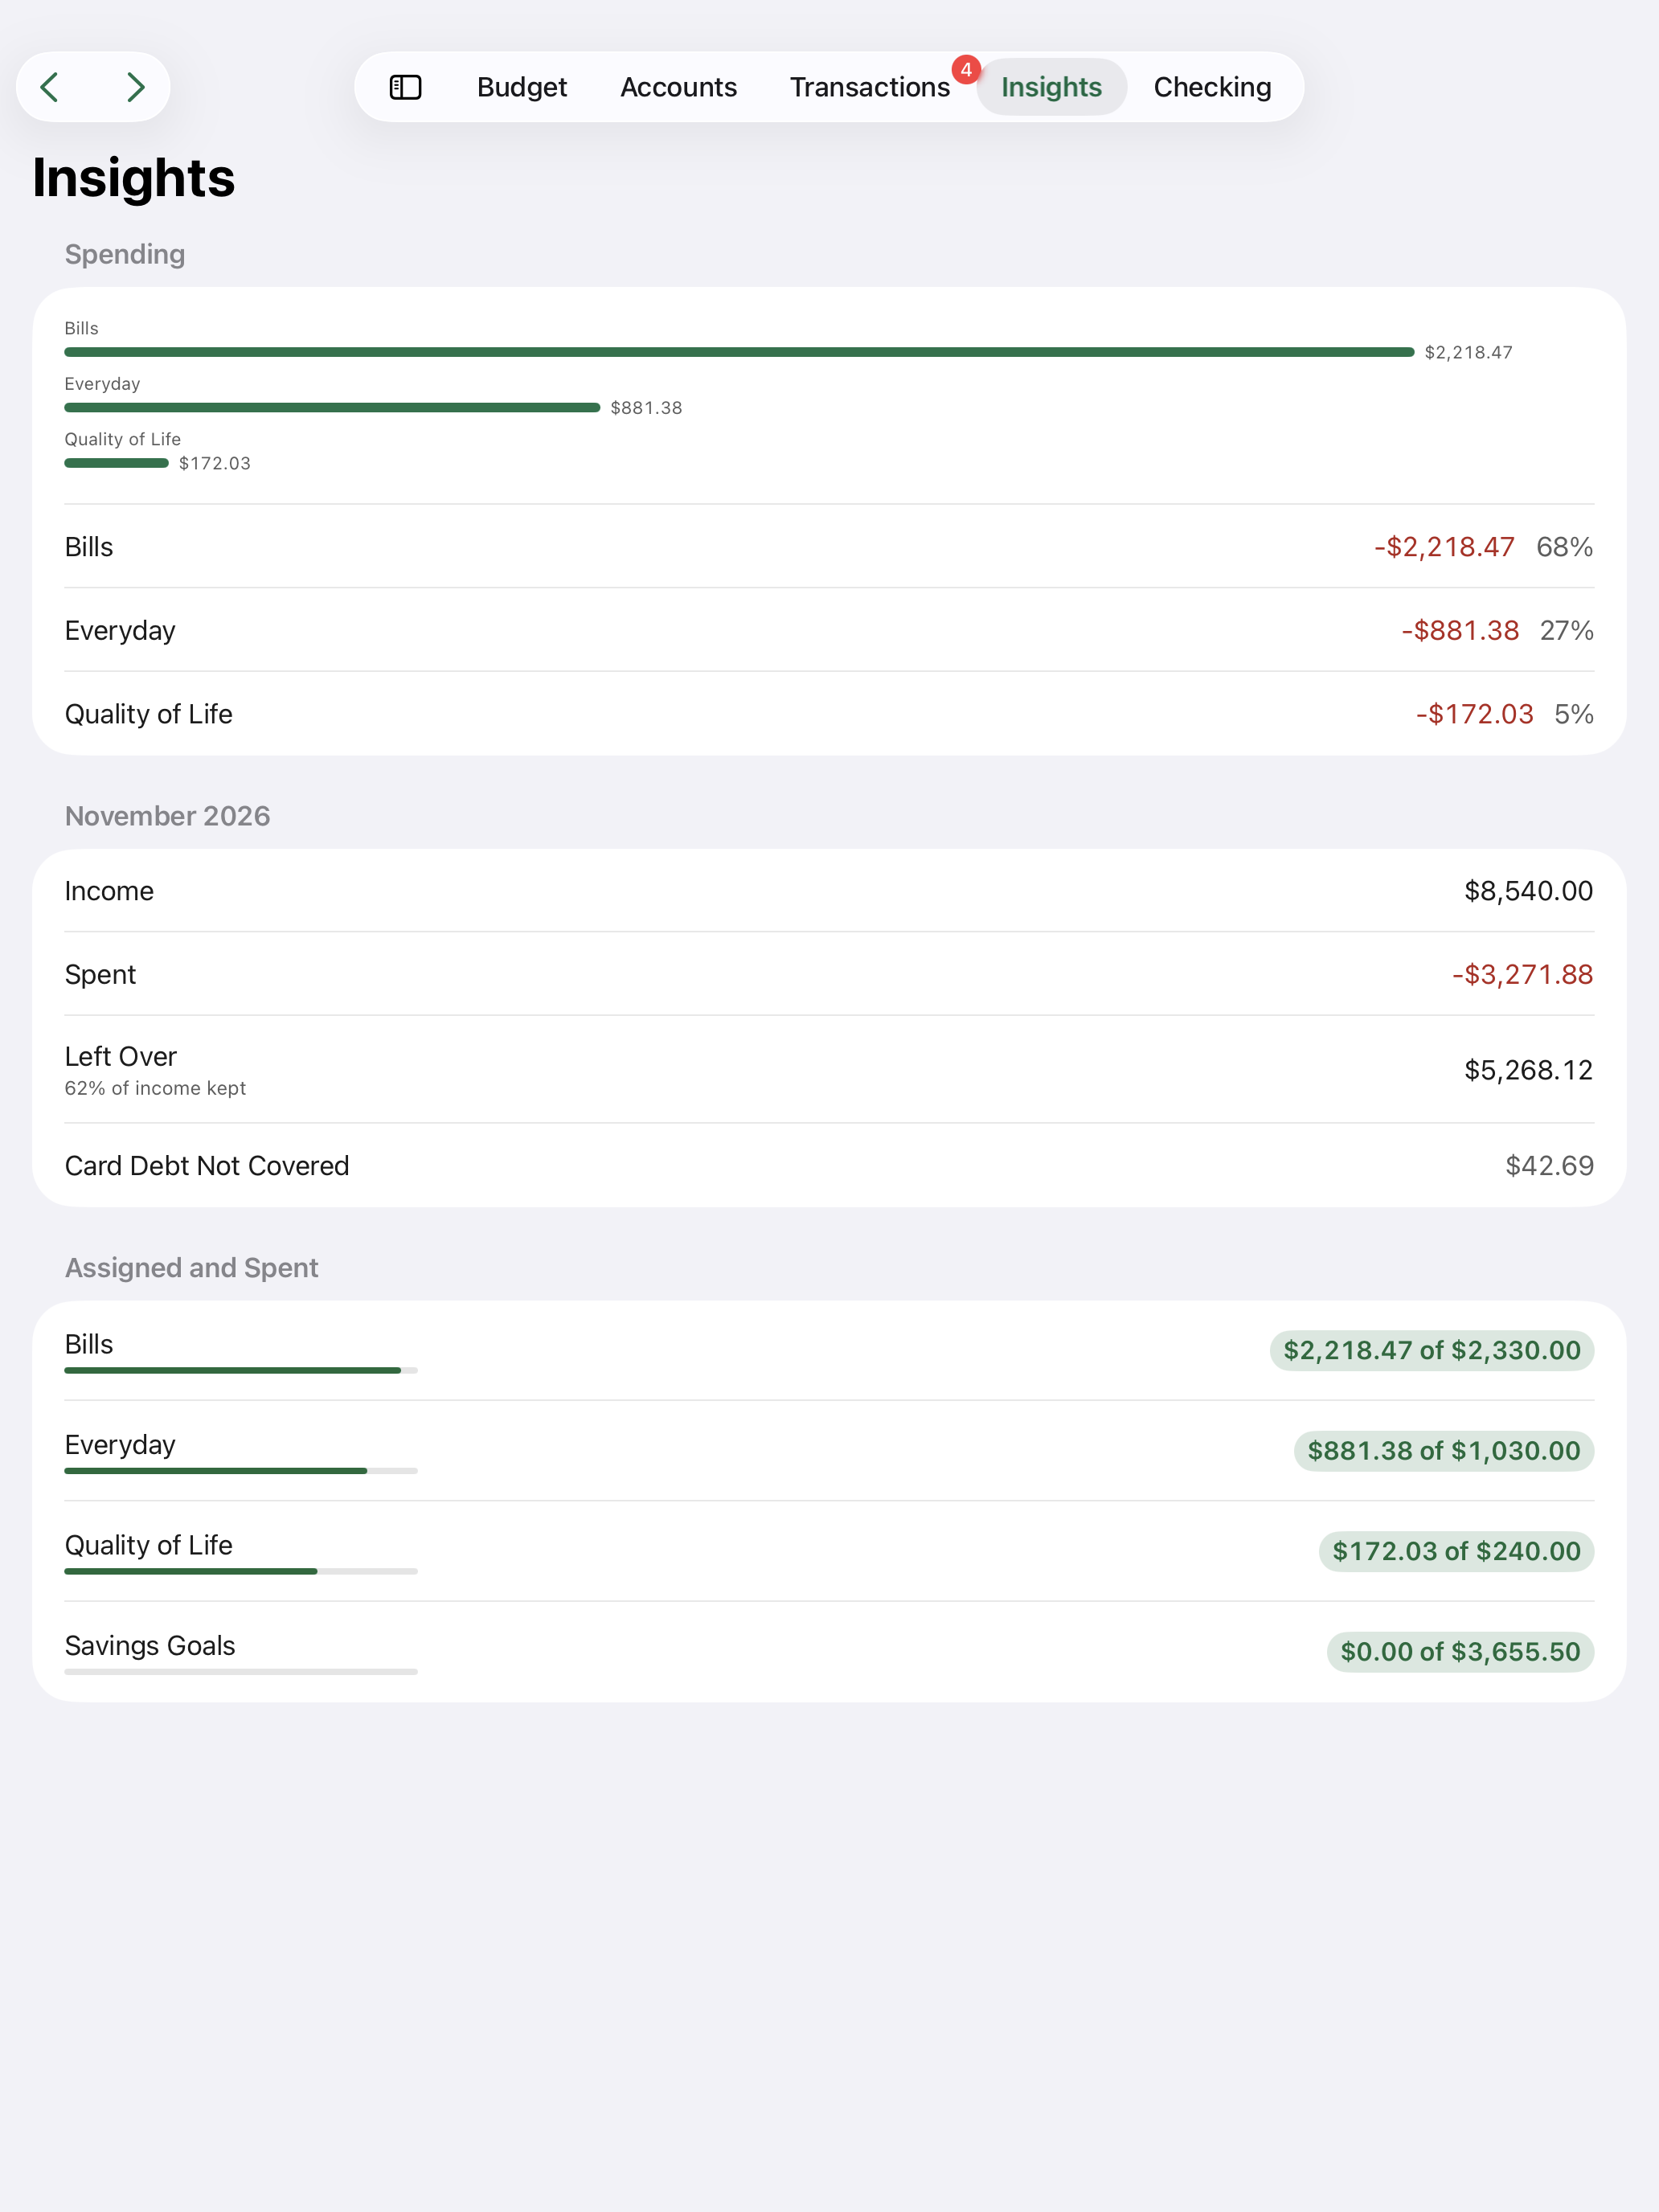 Budget
Accounts
Transactions
4
Insights
Checking
Insights
Spending
Bills
$2,218.47
Everyday
$881.38
Quality of Life
$172.03
Bills -$2,218.47 68%
Everyday -$881.38 27%
Quality of Life -$172.03 5%
November 2026
Income $8,540.00
Spent -$3,271.88
Left Over
62% of income kept
$5,268.12
Card Debt Not Covered $42.69
Assigned and Spent
Bills $2,218.47 of $2,330.00
Everyday $881.38 of $1,030.00
Quality of Life $172.03 of $240.00
Savings Goals $0.00 of $3,655.50